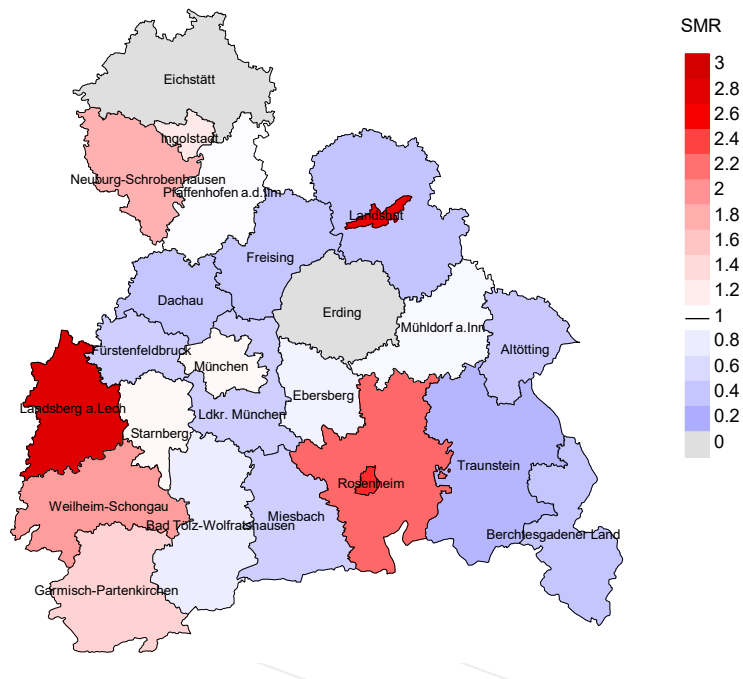 SMR
3
2.8
2.6
2.4
2.2
2
1.8
1.6
1.4
1.2
1
0.8
0.6
0.4
0.2
0
Eichstätt
Ingolstadt
Neuburg-Schrobenhausen
Pfaffenhofen a.d.Ilm
Landshut
Freising
Dachau
Erding
Mühldorf a.Inn
Altötting
Fürstenfeldbruck
München
Ebersberg
Landsberg a.Lech
Starnberg
Ldkr. München
Traunstein
Rosenheim
Weilheim-Schongau
Bad Tölz-Wolfratshausen
Miesbach
Berchtesgadener Land
Garmisch-Partenkirchen